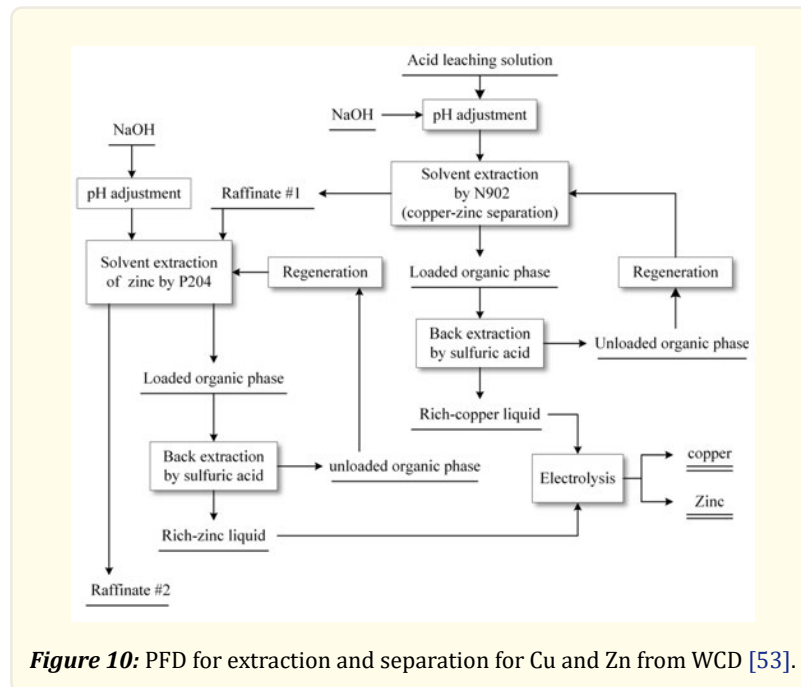 Acid leaching solution
NaOH
pH adjustment
NaOH
pH adjustment
Raffinate #1
Solvent extraction
by N902
(copper-zinc separation)
Solvent extraction
of zinc by P204
Regeneration
Loaded organic phase
Regeneration
Back extraction
by sulfuric acid
Unloaded organic phase
Loaded organic phase
Rich-copper liquid
Back extraction
by sulfuric acid
unloaded organic phase
Electrolysis
copper
Zinc
Rich-zinc liquid
Raffinate #2
Figure 10: PFD for extraction and separation for Cu and Zn from WCD [53].